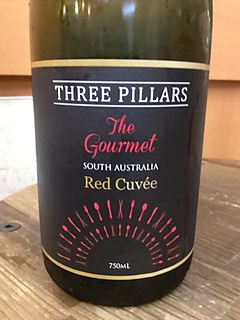 THREE PILLARS
The
Gourmet
SOUTH AUSTRALIA
Red Cuvée
750ML